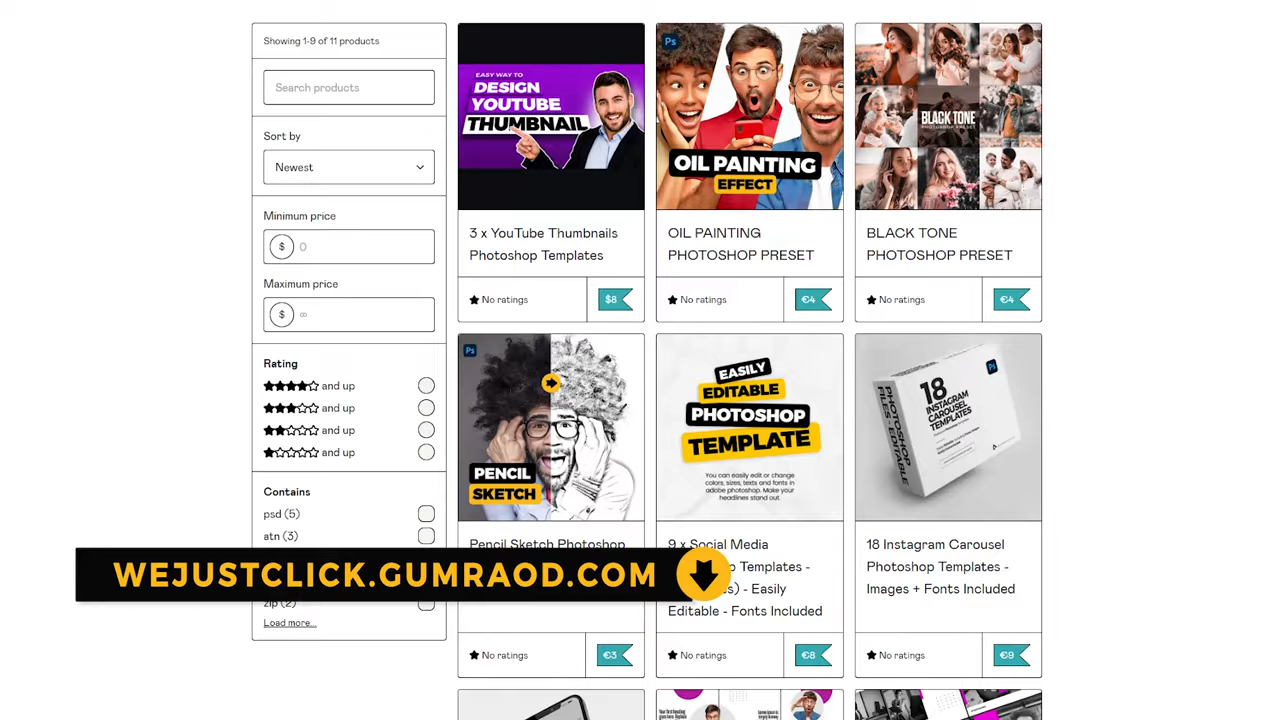 Showing 1-9 of 11 products
Search products
Sort by
Newest
Minimum price
$ 0
Maximum price
$ ∞
Rating
and up
and up
and up
and up
Contains
psd (5)
atn (3)
zip (2)
Load more...
EASY WAY TO
DESIGN
YOUTUBE
THUMBNAIL
3 x YouTube Thumbnails
Photoshop Templates
No ratings
$8
Ps
OIL PAINTING
EFFECT
OIL PAINTING
PHOTOSHOP PRESET
No ratings
€4
BLACK TONE
PHOTOSHOP PRESET
BLACK TONE
PHOTOSHOP PRESET
No ratings
€4
Ps
PENCIL
SKETCH
Pencil Sketch Photoshop
No ratings
€3
EASILY
EDITABLE
PHOTOSHOP
TEMPLATE
You can easily edit or change
colors, sizes, texts and fonts in
adobe photoshop. Make your
headlines stand out.
9 x Social Media
p Templates -
es) - Easily
Editable - Fonts Included
No ratings
€8
Ps
18
INSTAGRAM
CAROUSEL
TEMPLATES
PHOTOSHOP
FILES - EDITABLE
18 Instagram Carousel
Photoshop Templates -
Images + Fonts Included
No ratings
€9
WEJUSTCLICK.GUMRAOD.COM